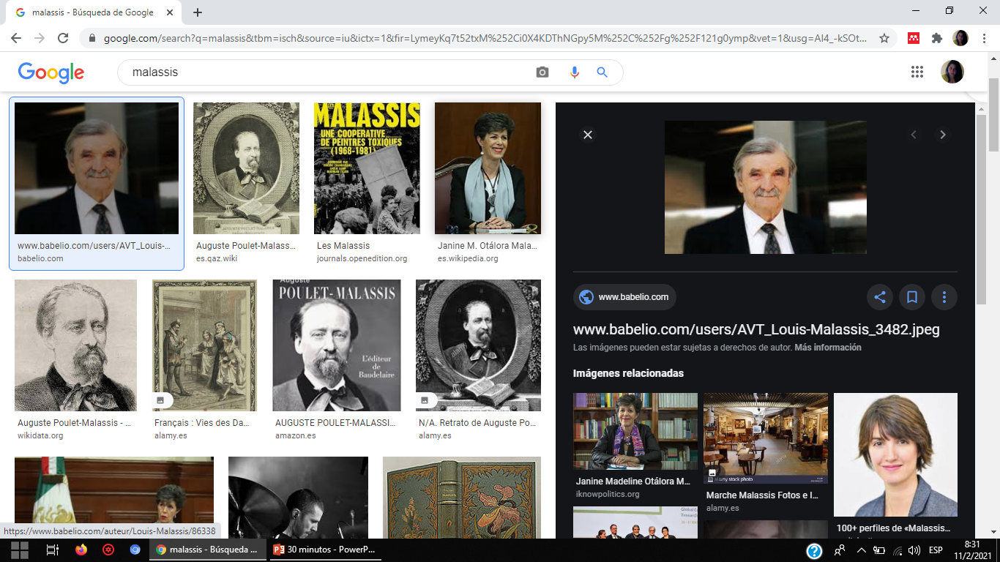 malassis - Búsqueda de Google
google.com/search?q=malassis&tbm=isch&source=iu&ictx=1&fir=LymeyKq7t52txM%252Ci0X4KDThNGpy5M%252C%252Fg%252F121g0ymp&vet=1&usg=AI4_-kSOt...
Google
malassis
www.babelio.com/users/AVT_Louis-...
babelio.com
Auguste Poulet-Malass...
es.qaz.wiki
LES
MALASSIS
UNE COOPÉRATIVE
DE PEINTRES TOXIQUES
(1968-1981)
Les Malassis
journals.openedition.org
Janine M. Otálora Mala...
es.wikipedia.org
Auguste Poulet-Malassis - ...
wikidata.org
Français : Vies des Da...
alamy.es
Auguste
POULET-MALASSIS
L'éditeur
de
Baudelaire
AUGUSTE POULET-MALASSI...
amazon.es
N/A. Retrato de Auguste Po...
alamy.es
www.babelio.com
www.babelio.com/users/AVT_Louis-Malassis_3482.jpeg
Las imágenes pueden estar sujetas a derechos de autor. Más información
Imágenes relacionadas
Janine Madeline Otálora M...
iknowpolitics.org
alamy stock photo
Marche Malassis Fotos e I...
alamy.es
100+ perfiles de «Malassis...
https://www.babelio.com/auteur/Louis-Malassis/86338
malassis - Búsqueda ...
30 minutos - PowerP...
ESP
8:31
11/2/2021